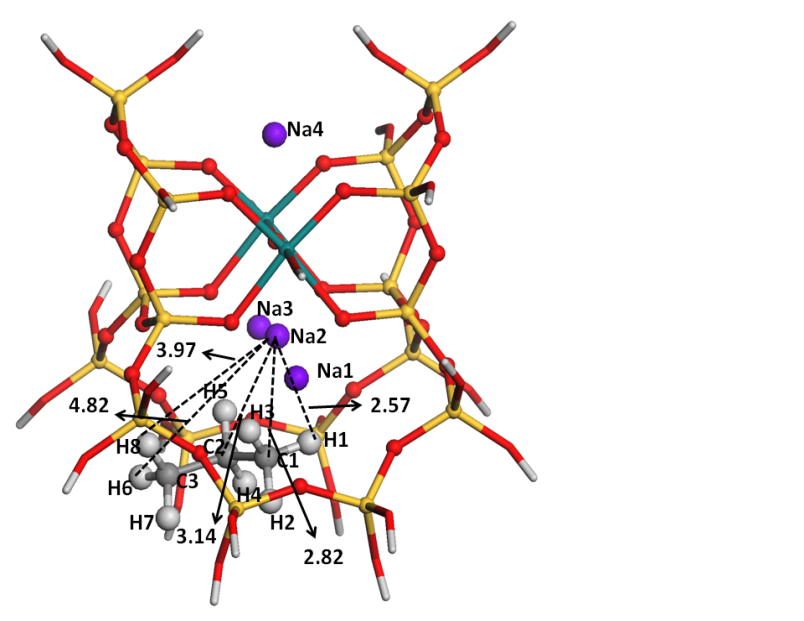 Na4
Na3
Na2
3.97
Na1
H5
4.82
2.57
H3
H8
C2
H1
C1
H6
C3
H4
H7
H2
3.14
2.82